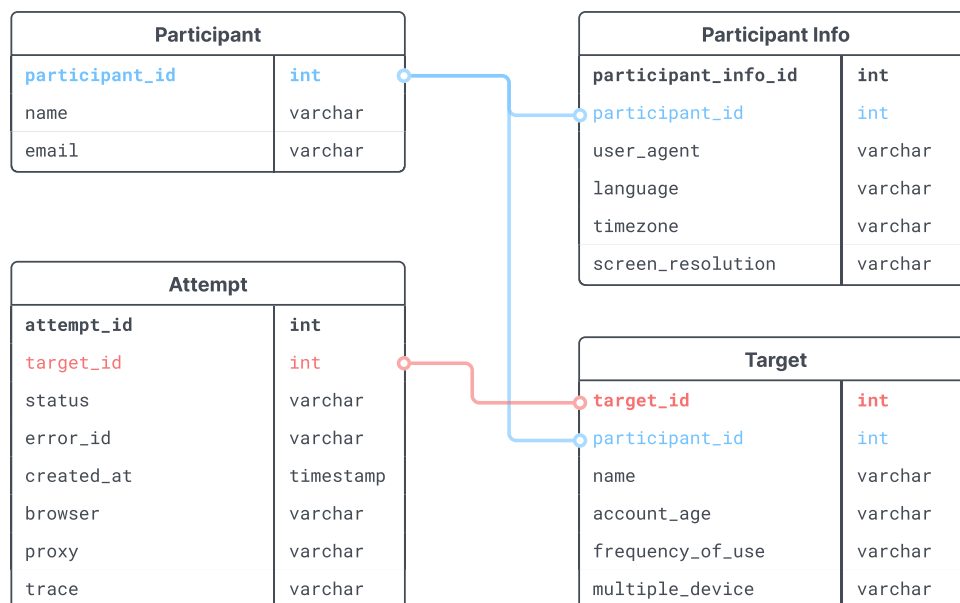 Participant
participant_id int
name varchar
email varchar
Participant Info
participant_info_id int
participant_id int
user_agent varchar
language varchar
timezone varchar
screen_resolution varchar
Attempt
attempt_id int
target_id int
status varchar
error_id varchar
created_at timestamp
browser varchar
proxy varchar
trace varchar
Target
target_id int
participant_id int
name varchar
account_age varchar
frequency_of_use varchar
multiple_device varchar